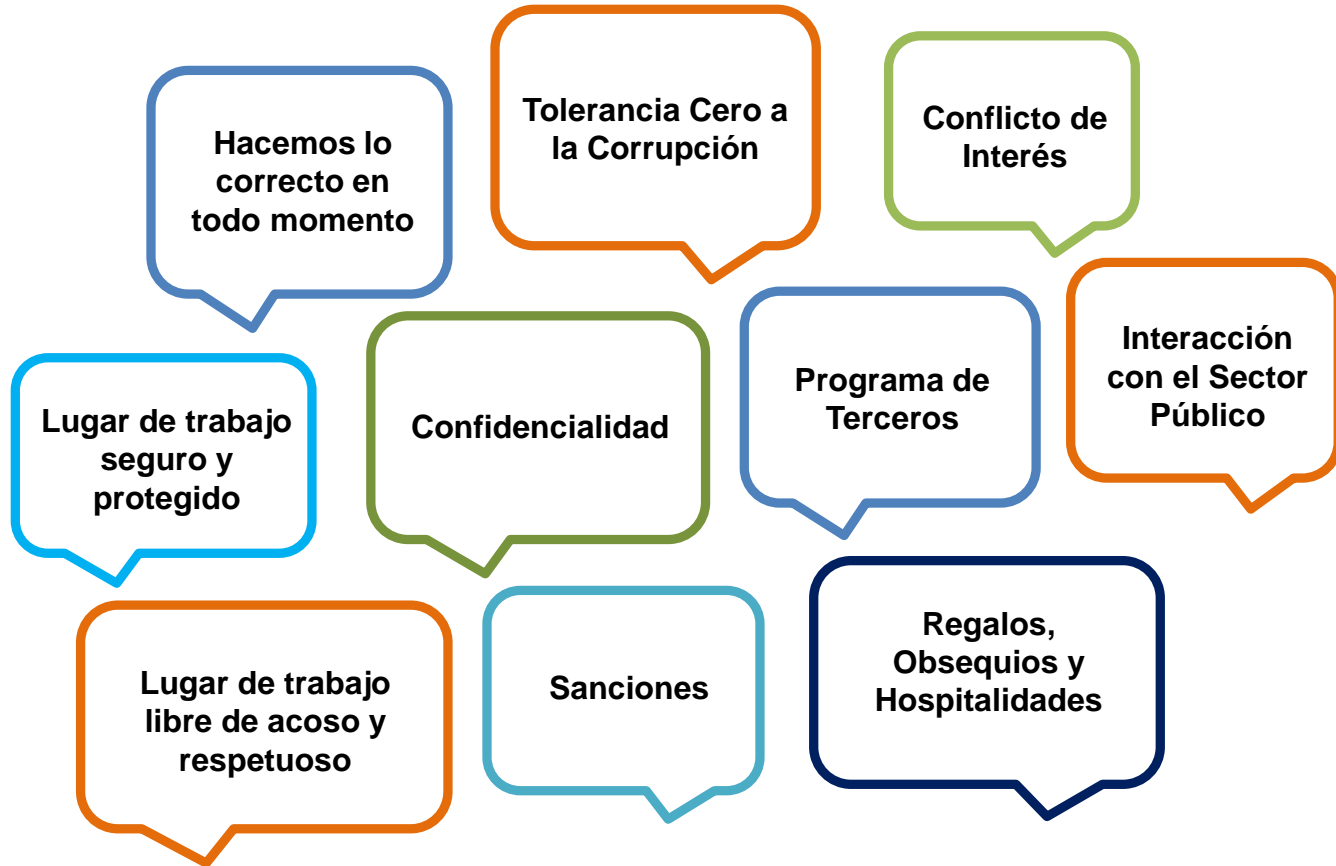 Hacemos lo
correcto en
todo momento
Tolerancia Cero a
la Corrupción
Conflicto de
Interés
Lugar de trabajo
seguro y
protegido
Confidencialidad
Programa de
Terceros
Interacción
con el Sector
Público
Lugar de trabajo
libre de acoso y
respetuoso
Sanciones
Regalos,
Obsequios y
Hospitalidades